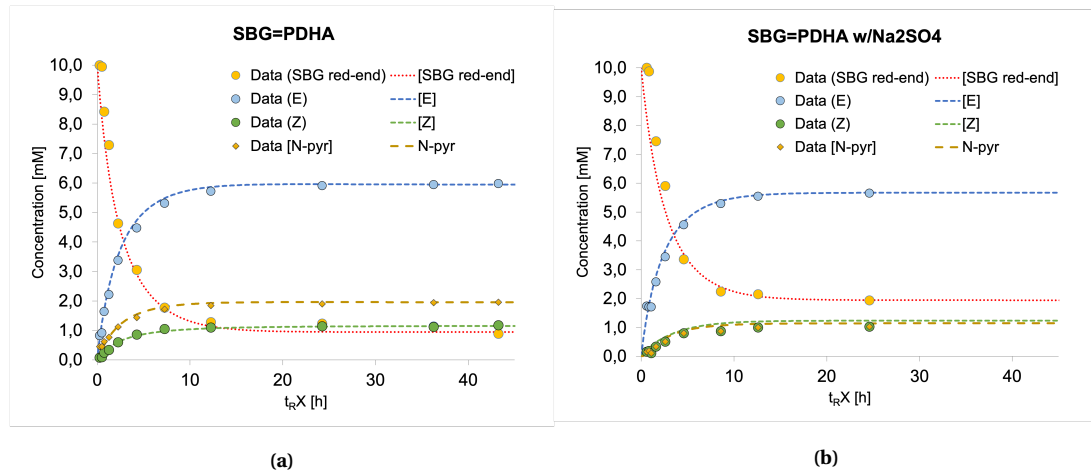 SBG=PDHA
Data (SBG red-end) [SBG red-end]
Data (E) [E]
Data (Z) [Z]
Data [N-pyr] N-pyr
Concentration [mM]
10,0
9,0
8,0
7,0
6,0
5,0
4,0
3,0
2,0
1,0
0,0
0 10 20 30 40
tRX [h]
(a)
SBG=PDHA w/Na2SO4
Data (SBG red-end) [SBG red-end]
Data (E) [E]
Data (Z) [Z]
Data [N-pyr] N-pyr
Concentration [mM]
10,0
9,0
8,0
7,0
6,0
5,0
4,0
3,0
2,0
1,0
0,0
0 10 20 30 40
tRX [h]
(b)